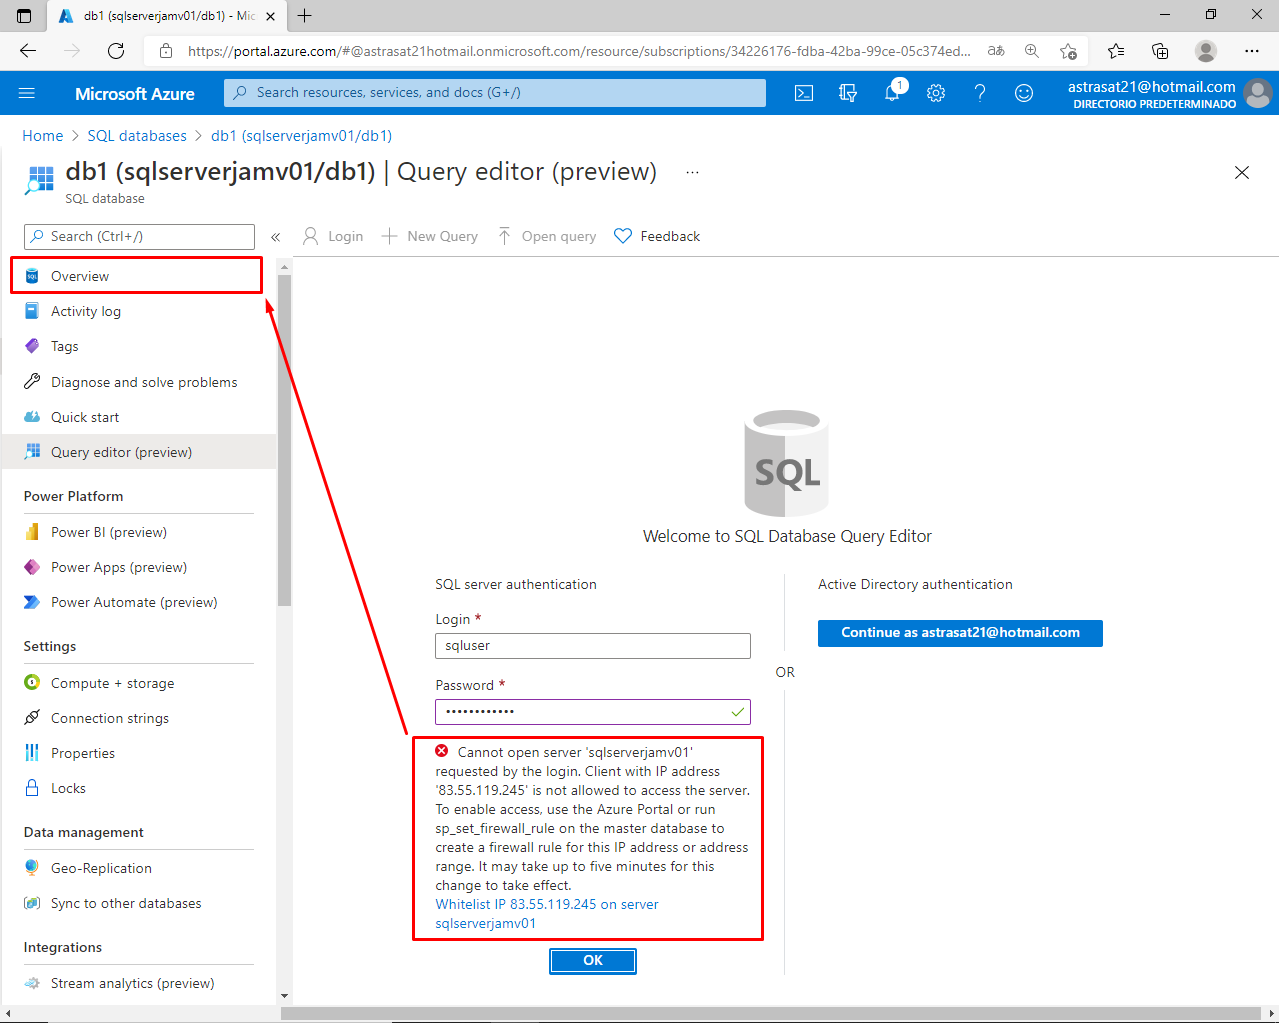 db1 (sqlserverjamv01/db1) - Mic
https://portal.azure.com/#@astrasat21hotmail.onmicrosoft.com/resource/subscriptions/34226176-fdba-42ba-99ce-05c374ed...
Microsoft Azure
Search resources, services, and docs (G+/)
1
astrasat21@hotmail.com
DIRECTORIO PREDETERMINADO
Home > SQL databases > db1 (sqlserverjamv01/db1)
db1 (sqlserverjamv01/db1) | Query editor (preview) ...
SQL database
Search (Ctrl+/)
«
Login
New Query
Open query
Feedback
SQL Overview
Activity log
Tags
Diagnose and solve problems
Quick start
Query editor (preview)
Power Platform
Power BI (preview)
Power Apps (preview)
Power Automate (preview)
Settings
Compute + storage
Connection strings
Properties
Locks
Data management
Geo-Replication
Sync to other databases
Integrations
Stream analytics (preview)
SQL
Welcome to SQL Database Query Editor
SQL server authentication
Login *
sqluser
Password *
••••••••••••
Cannot open server 'sqlserverjamv01'
requested by the login. Client with IP address
'83.55.119.245' is not allowed to access the server.
To enable access, use the Azure Portal or run
sp_set_firewall_rule on the master database to
create a firewall rule for this IP address or address
range. It may take up to five minutes for this
change to take effect.
Whitelist IP 83.55.119.245 on server
sqlserverjamv01
OK
OR
Active Directory authentication
Continue as astrasat21@hotmail.com